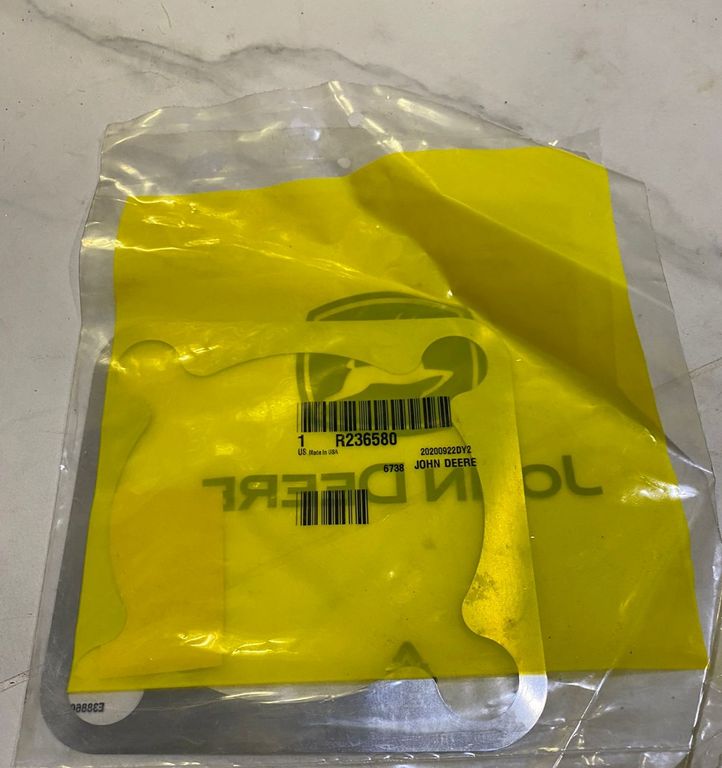 1 R236580
US Made In USA 20200922DY2
6738 JOHN DEERE
JOHN DEERE